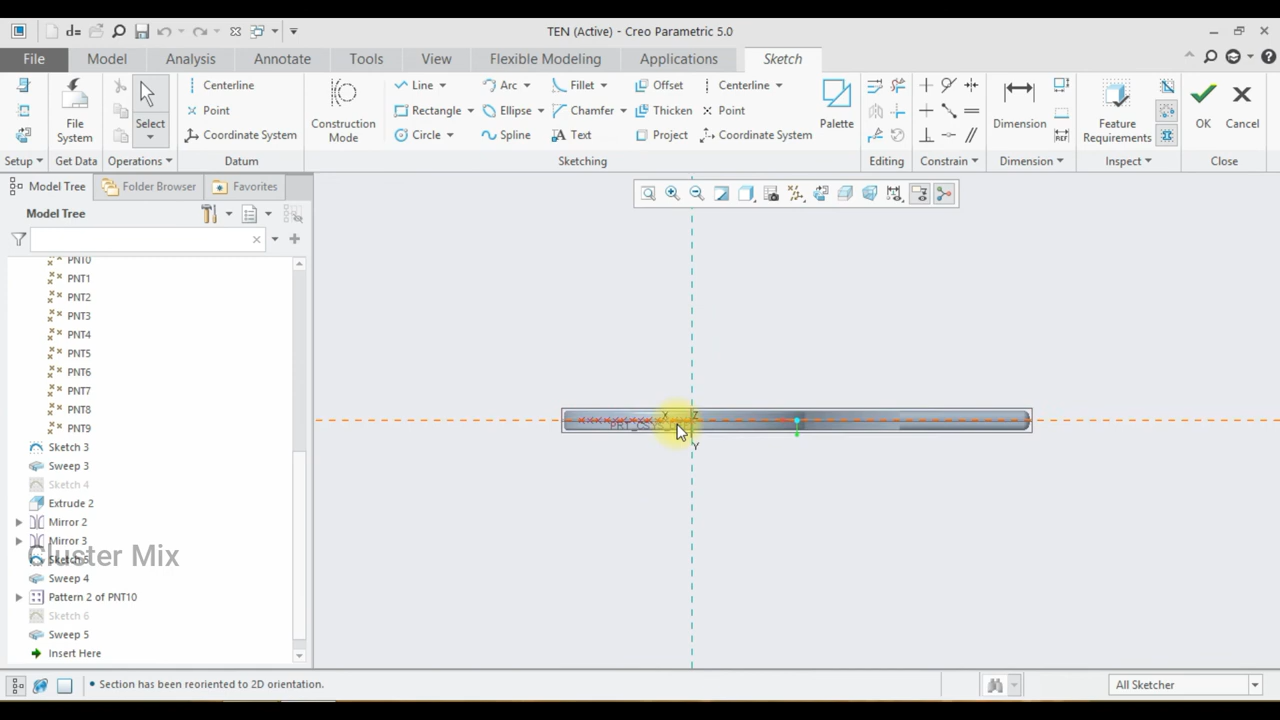 TEN (Active) - Creo Parametric 5.0
File Model Analysis Annotate Tools View Flexible Modeling Applications Sketch
Centerline Line Arc Fillet Offset Centerline
Point Rectangle Ellipse Chamfer Thicken Point
File System Select Coordinate System Construction Mode Circle Spline Text Project Coordinate System Palette Dimension Feature Requirements OK Cancel
Setup Get Data Operations Datum Sketching Editing Constrain Dimension Inspect Close
Model Tree Folder Browser Favorites
Model Tree
PNT0
PNT1
PNT2
PNT3
PNT4
PNT5
PNT6
PNT7
PNT8
PNT9
Sketch 3
Sweep 3
Sketch 4
Extrude 2
Mirror 2
Mirror 3
Cluster Mix
Sketch 5
Sweep 4
Pattern 2 of PNT10
Sketch 6
Sweep 5
Insert Here
X Z
Y
Section has been reoriented to 2D orientation.
All Sketcher